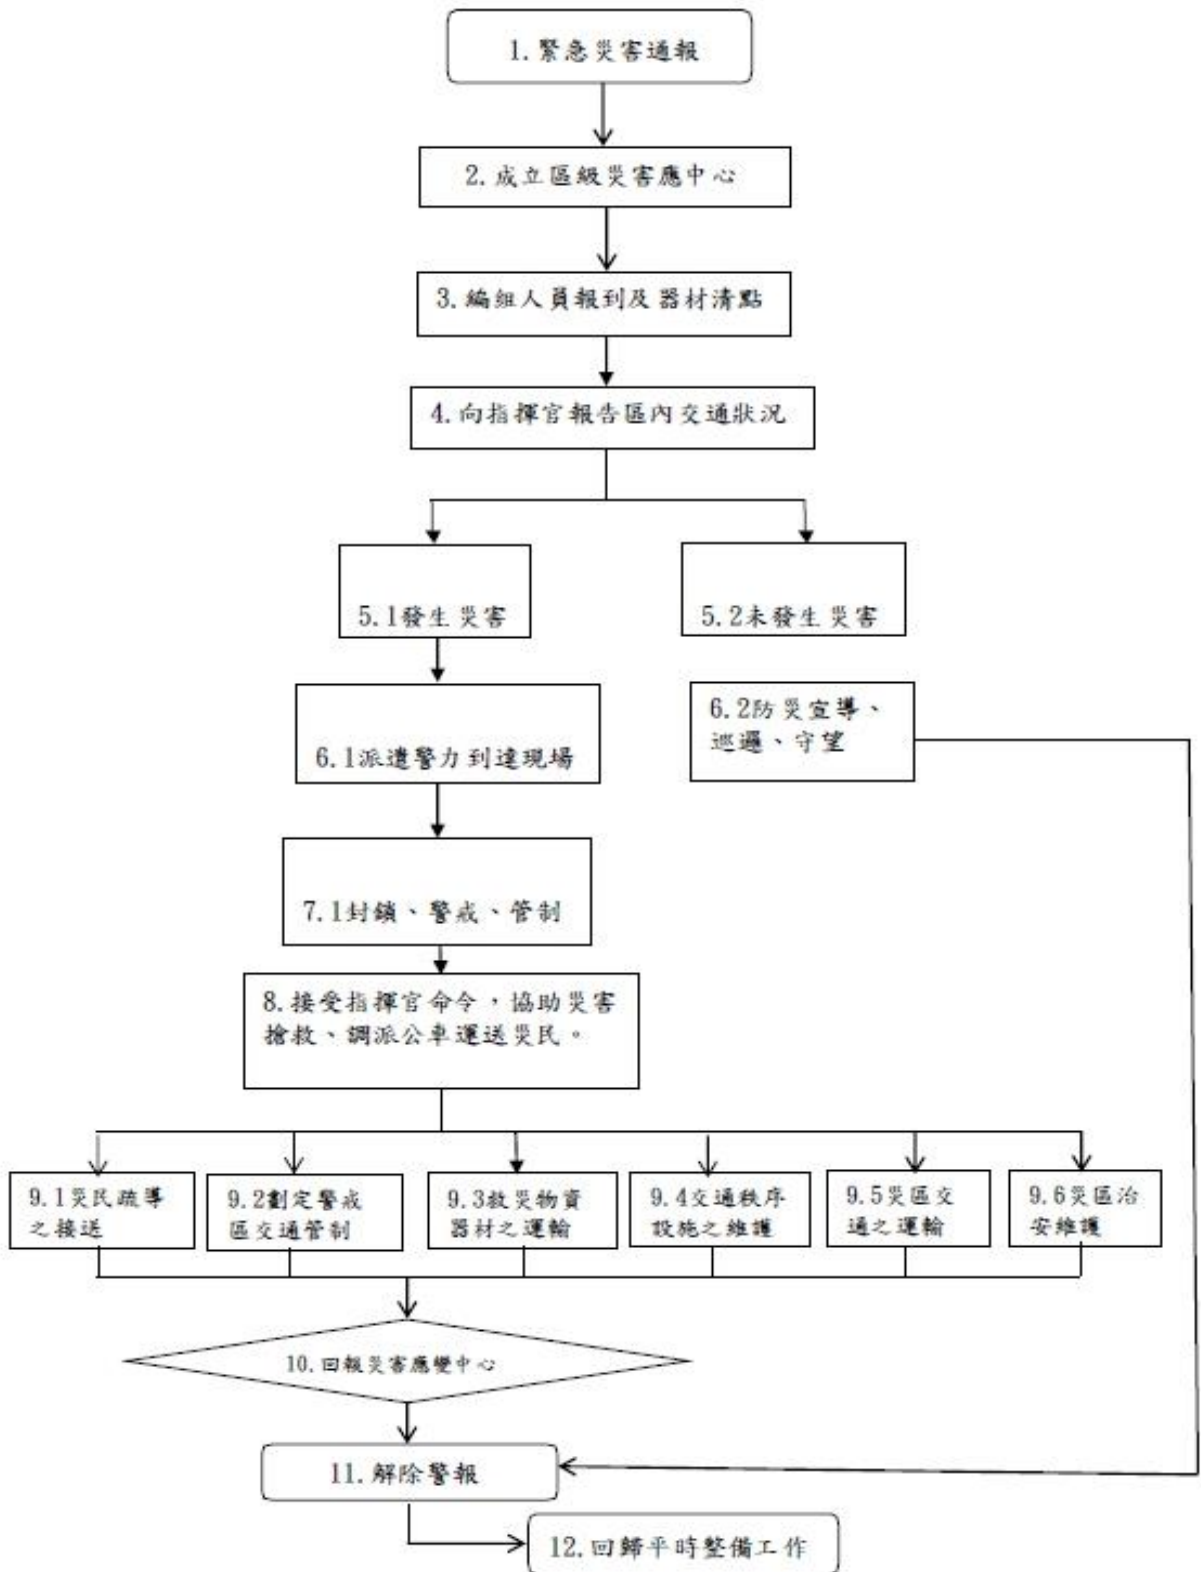 1.緊急災害通報
2.成立區級災害應中心
3.編組人員報到及器材清點
4.向指揮官報告區內交通狀況
5.1發生災害
5.2未發生災害
6.1派遣警力到達現場
6.2防災宣導、
巡邏、守望
7.1封鎖、警戒、管制
8.接受指揮官命令，協助災害
搶救、調派公車運送災民。
9.1災民疏導
之接送
9.2劃定警戒
區交通管制
9.3救災物資
器材之運輸
9.4交通秩序
設施之維護
9.5災區交
通之運輸
9.6災區治
安維護
10.回報災害應變中心
11.解除警報
12.回歸平時整備工作